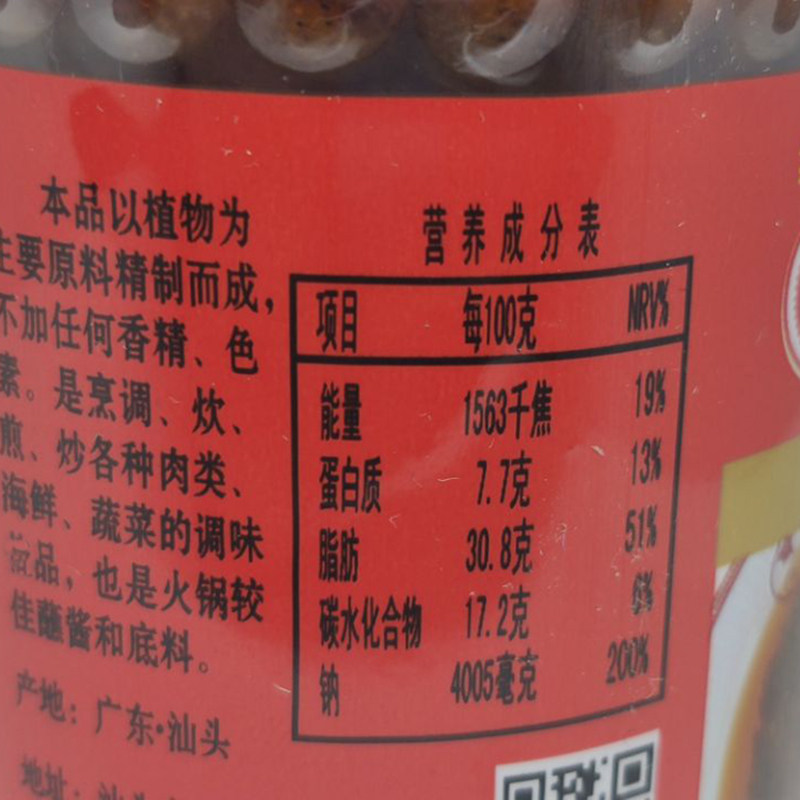 本品以植物为
主要原料精制而成，
不加任何香精、色
素。是烹调、炊、
煎、炒各种肉类、
海鲜、蔬菜的调味
品，也是火锅较
佳蘸酱和底料。
产地：广东·汕头
地址：汕头
营养成分表
项目 每100克 NRV%
能量 1563千焦 19%
蛋白质 7.7克 13%
脂肪 30.8克 51%
碳水化合物 17.2克 6%
钠 4005毫克 200%